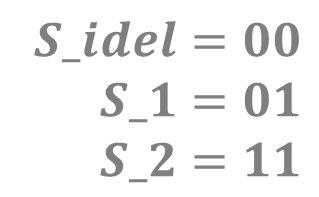 S_idel = 00
S_1 = 01
S_2 = 11